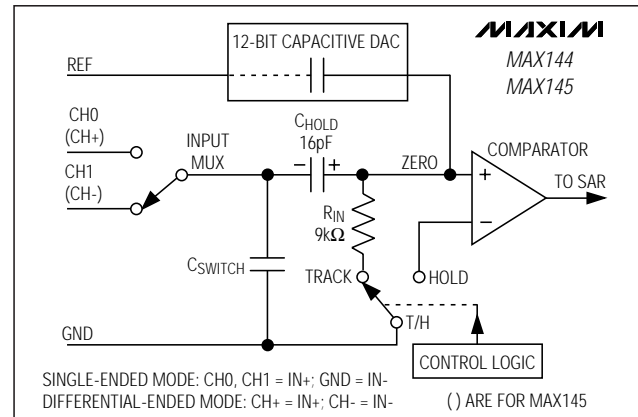 12-BIT CAPACITIVE DAC
MAXIM
MAX144
MAX145
REF
CH0
(CH+)
CH1
(CH-)
INPUT
MUX
CHOLD
16pF
− +
ZERO
COMPARATOR
+
−
TO SAR
RIN
9kΩ
CSWITCH
TRACK
HOLD
T/H
GND
CONTROL LOGIC
SINGLE-ENDED MODE: CH0, CH1 = IN+; GND = IN-
DIFFERENTIAL-ENDED MODE: CH+ = IN+; CH- = IN-
( ) ARE FOR MAX145